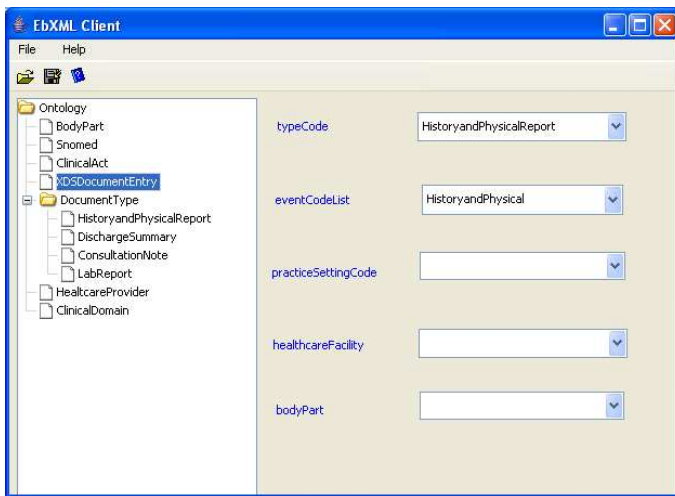 EbXML Client
File Help
Ontology
BodyPart
Snomed
ClinicalAct
XDSDocumentEntry
DocumentType
HistoryandPhysicalReport
DischargeSummary
ConsultationNote
LabReport
HealtcareProvider
ClinicalDomain
typeCode HistoryandPhysicalReport
eventCodeList HistoryandPhysical
practiceSettingCode
healthcareFacility
bodyPart